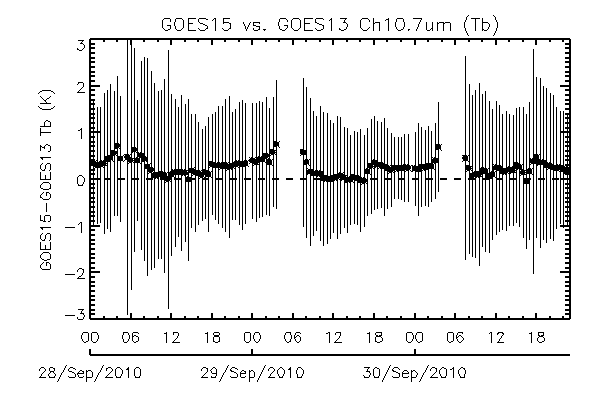 GOES15 vs. GOES13 Ch10.7um (Tb)
GOES15-GOES13 Tb (K)
3
2
1
0
-1
-2
-3
00 06 12 18 00 06 12 18 00 06 12 18
28/Sep/2010 29/Sep/2010 30/Sep/2010